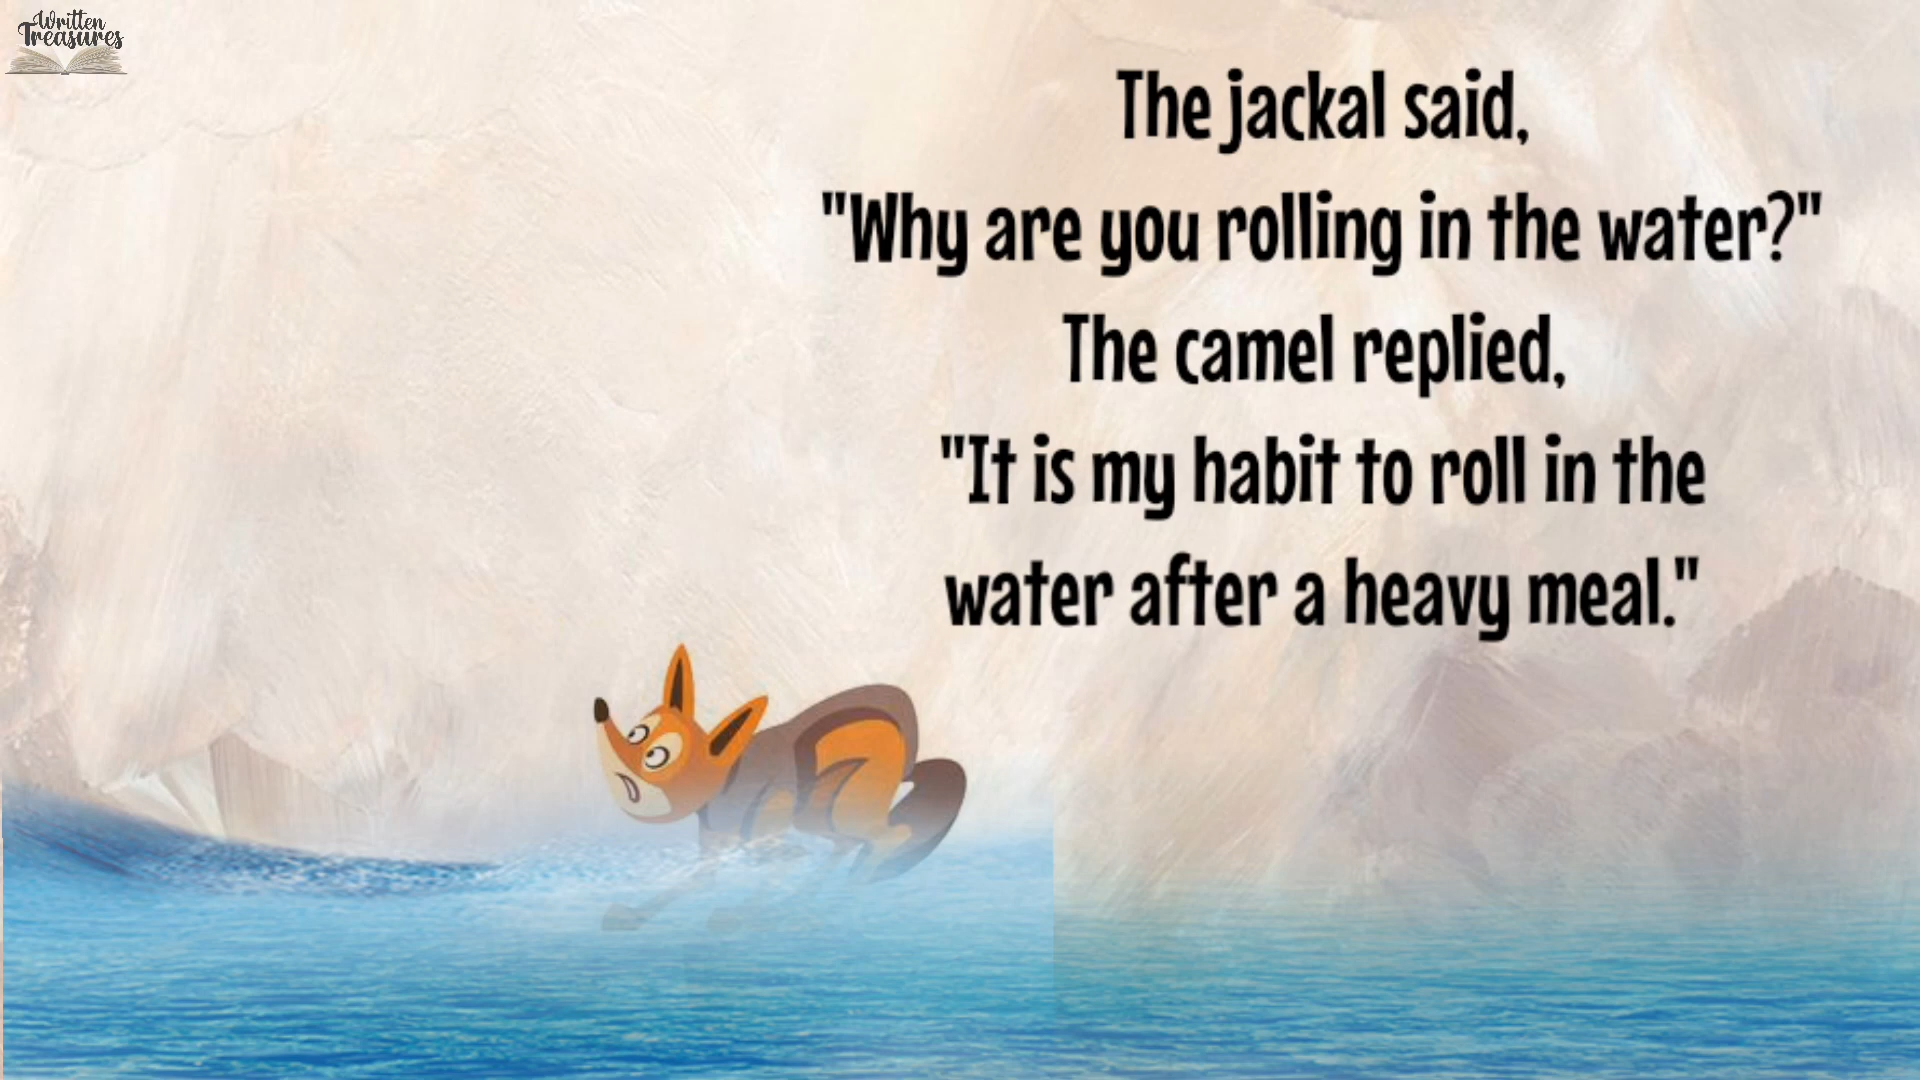 Written
Treasures
The jackal said,
"Why are you rolling in the water?"
The camel replied,
"It is my habit to roll in the
water after a heavy meal."